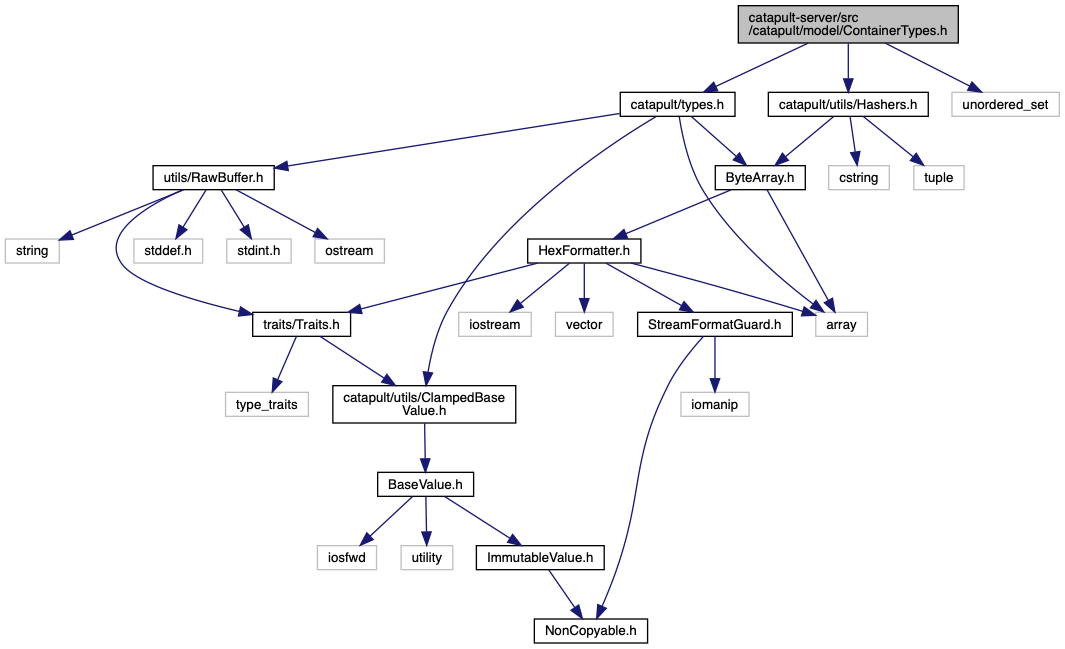 catapult-server/src
/catapult/model/ContainerTypes.h
catapult/types.h
catapult/utils/Hashers.h
unordered_set
utils/RawBuffer.h
ByteArray.h
cstring
tuple
string
stddef.h
stdint.h
ostream
HexFormatter.h
traits/Traits.h
iostream
vector
StreamFormatGuard.h
array
type_traits
catapult/utils/ClampedBase
Value.h
iomanip
BaseValue.h
iosfwd
utility
ImmutableValue.h
NonCopyable.h